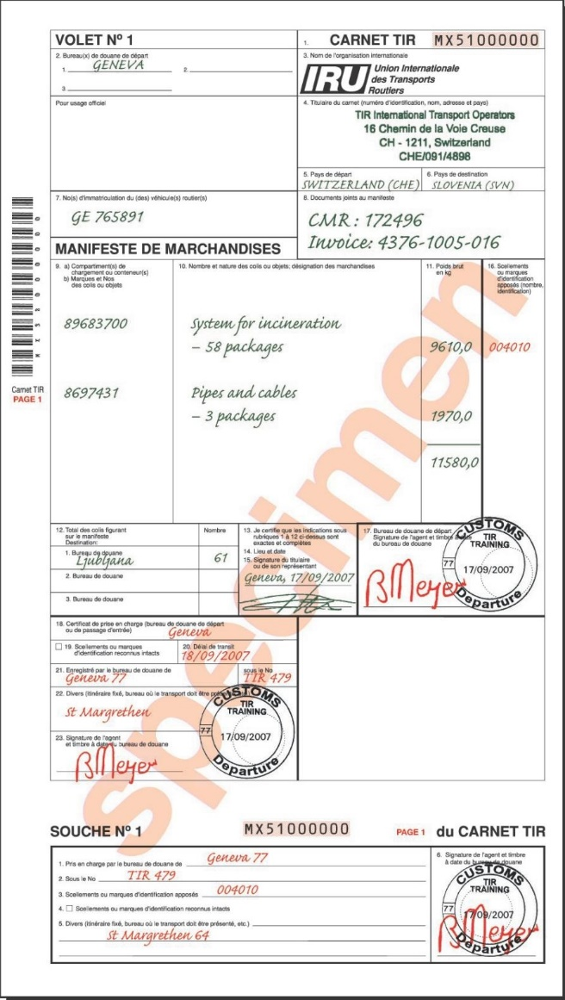 VOLET Nº 1
1. CARNET TIR MX51000000
2. Bureau(x) de douane de départ
1. GENEVA 2.
3.
3. Nom de l'organisation internationale
IRU Union Internationale
des Transports
Routiers
Pour usage officiel
4. Titulaire du carnet (numéro d'identification, nom, adresse et pays)
TIR International Transport Operators
16 Chemin de la Voie Creuse
CH - 1211, Switzerland
CHE/091/4898
5. Pays de départ
SWITZERLAND (CHE)
6. Pays de destination
SLOVENIA (SVN)
7. No(s) d'immatriculation du (des) véhicule(s) routier(s)
GE 765891
8. Documents joints au manifeste
CMR : 172496
Invoice: 4376-1005-016
MANIFESTE DE MARCHANDISES
9. a) Compartiment(s) de
chargement ou conteneur(s)
b) Marques et Nos
des colis ou objets
10. Nombre et nature des colis ou objets; désignation des marchandises
11. Poids brut
en kg
16. Scellements
ou marques
d'identification
apposés (nombre,
identification)
89683700 System for incineration
– 58 packages 9610,0 004010
8697431 Pipes and cables
– 3 packages 1970,0
11580,0
MX51000000
Carnet TIR
PAGE 1
specimen
12. Total des colis figurant
sur le manifeste
Destination:
Nombre
1. Bureau de douane
Ljubljana 61
2. Bureau de douane
3. Bureau de douane
13. Je certifie que les indications sous
rubriques 1 à 12 ci-dessus sont
exactes et complètes
14. Lieu et date
15. Signature du titulaire
ou de son représentant
Geneva, 17/09/2007
17. Bureau de douane de départ.
Signature de l'agent et timbre à date
du bureau de douane
BMeyer
CUSTOMS
TIR
TRAINING
77 17/09/2007
Departure
18. Certificat de prise en charge (bureau de douane de départ
ou de passage d'entrée)
Geneva
19. Scellements ou marques
d'identification reconnus intacts
20. Délai de transit
18/09/2007
21. Enregistré par le bureau de douane de
Geneva 77
sous le No
TIR 479
22. Divers (itinéraire fixé, bureau où le transport doit être présenté, etc.)
St Margrethen
23. Signature de l'agent
et timbre à date du bureau de douane
BMeyer
CUSTOMS
TIR
TRAINING
77 17/09/2007
Departure
SOUCHE Nº 1 MX51000000 PAGE 1 du CARNET TIR
1. Pris en charge par le bureau de douane de Geneva 77
2. Sous le No TIR 479
3. Scellements ou marques d'identification apposés 004010
4. Scellements ou marques d'identification reconnus intacts
5. Divers (itinéraire fixé, bureau où le transport doit être présenté, etc.)
St Margrethen 64
6. Signature de l'agent et timbre
à date du bureau de douane
CUSTOMS
TIR
TRAINING
77 17/09/2007
BMeyer
Departure